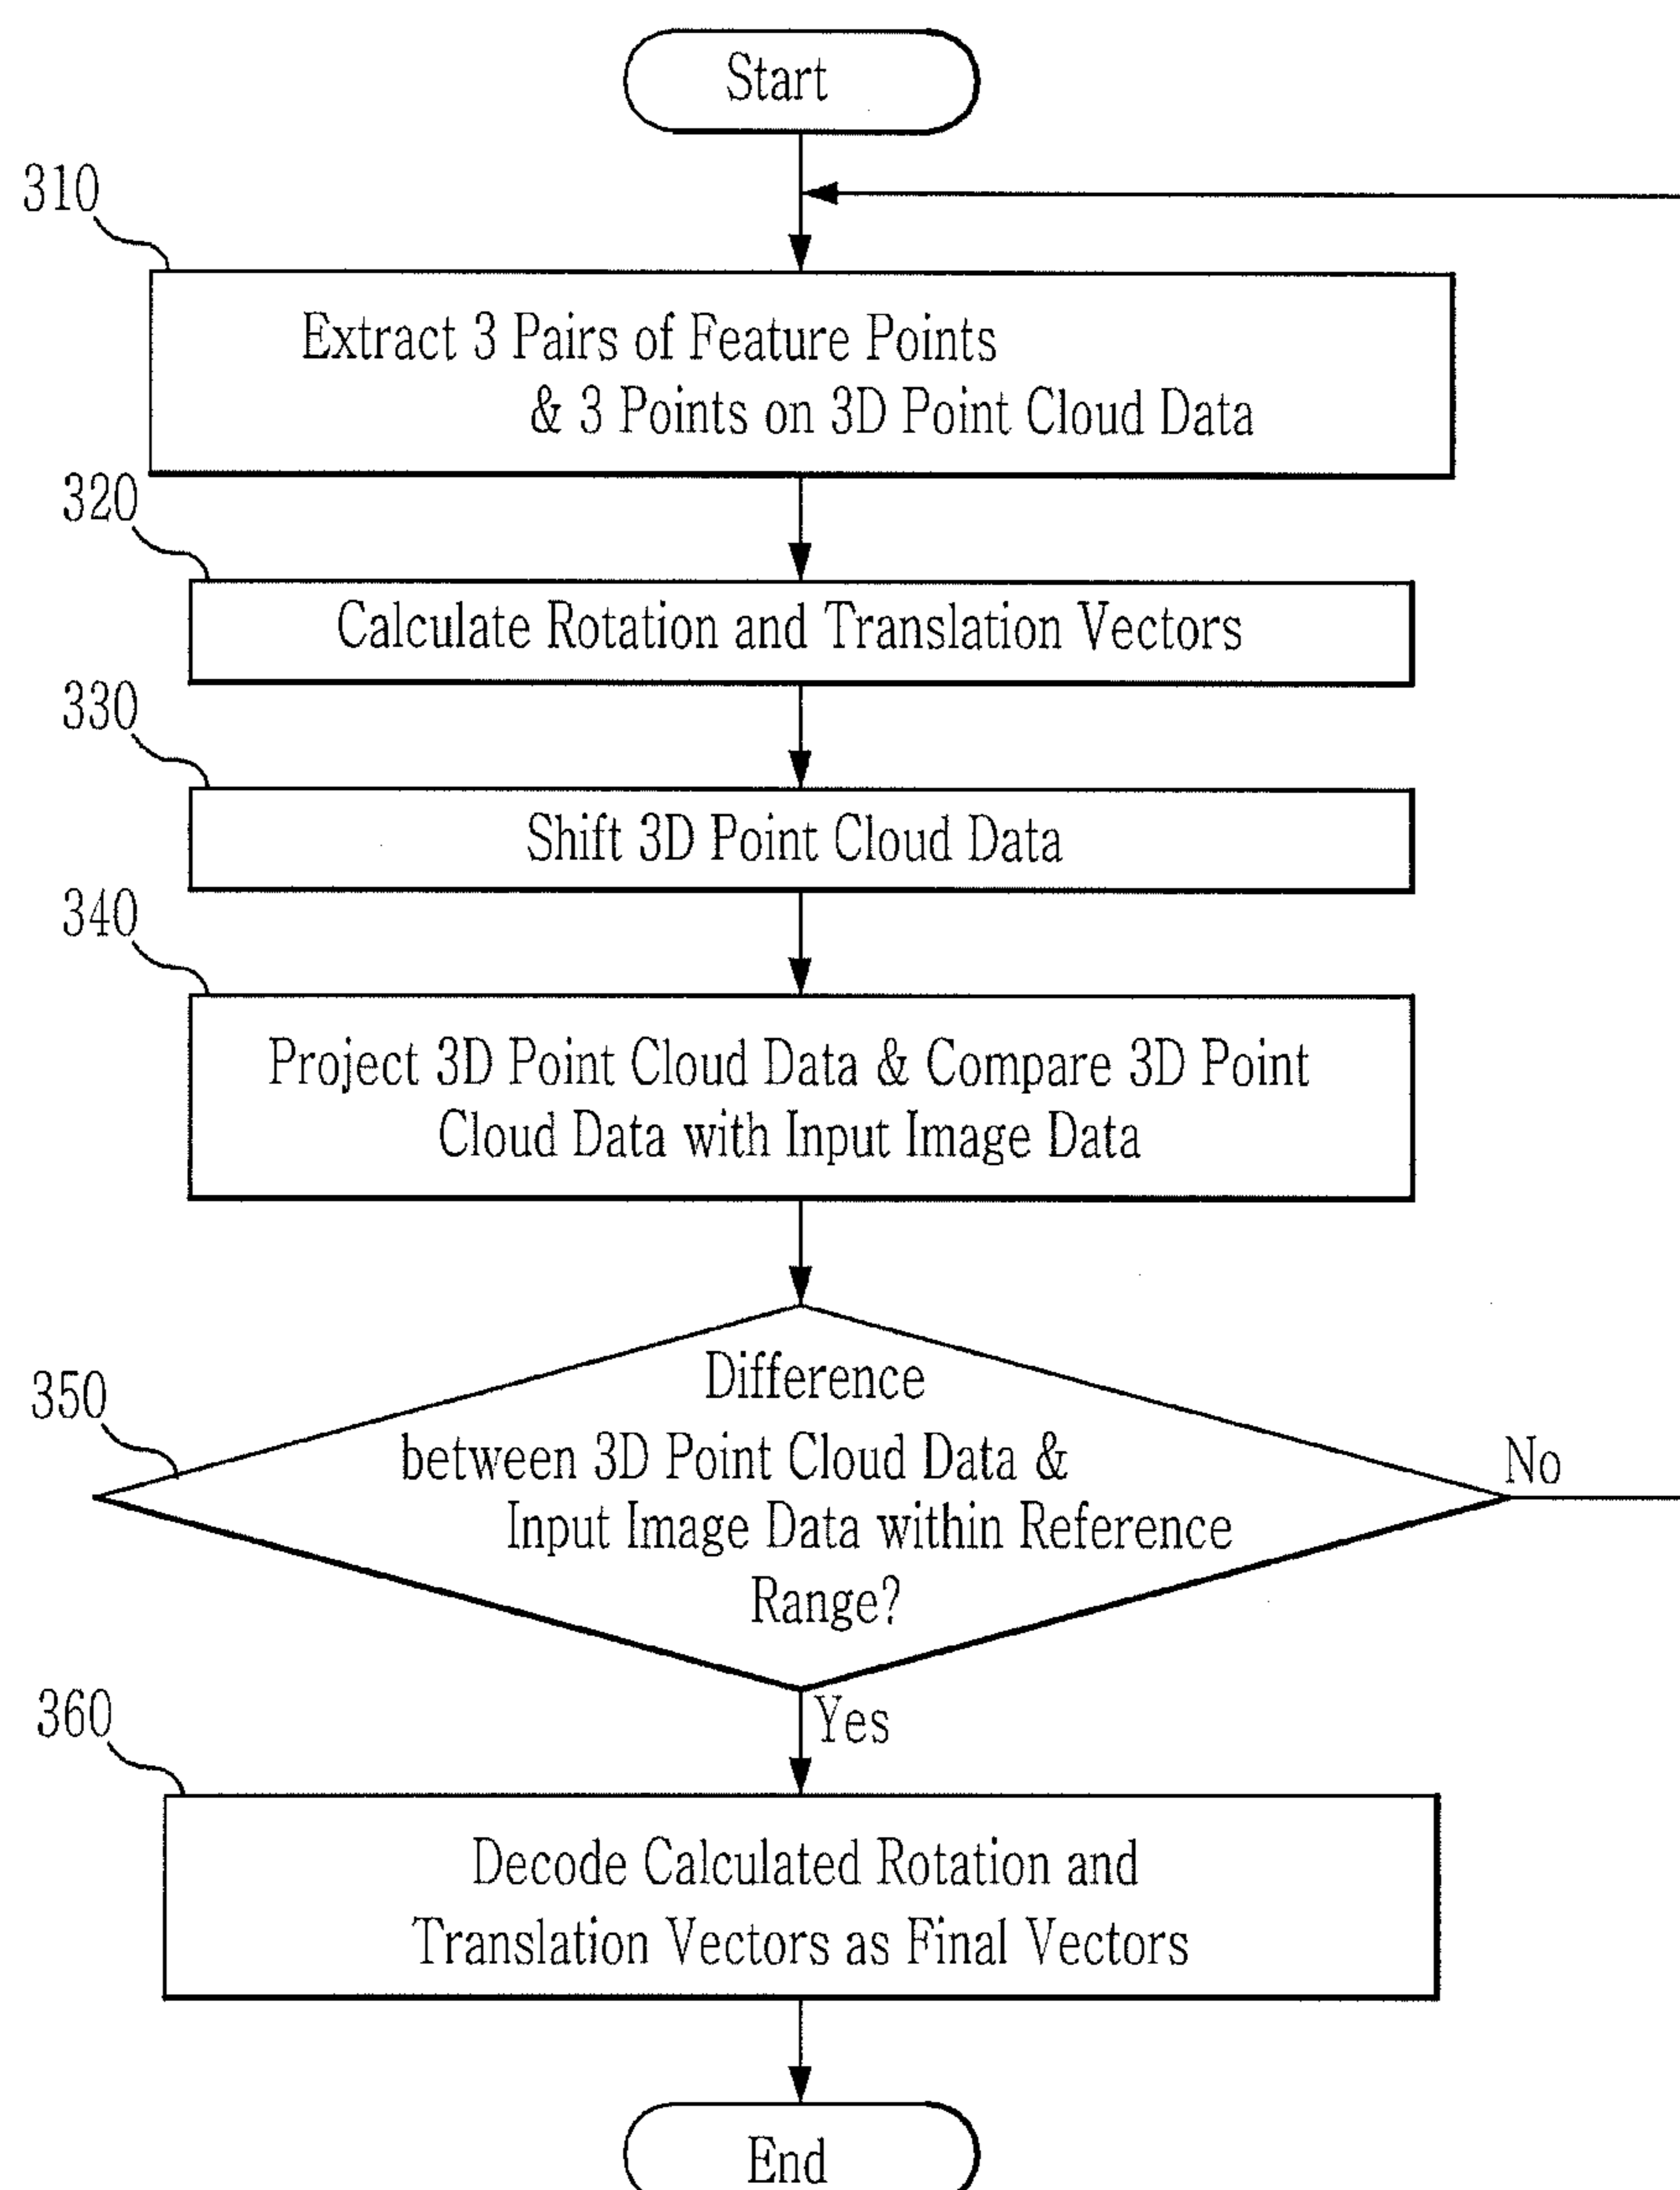 Start
310
Extract 3 Pairs of Feature Points
& 3 Points on 3D Point Cloud Data
320
Calculate Rotation and Translation Vectors
330
Shift 3D Point Cloud Data
340
Project 3D Point Cloud Data & Compare 3D Point
Cloud Data with Input Image Data
350
Difference
between 3D Point Cloud Data &
Input Image Data within Reference
Range?
No
Yes
360
Decode Calculated Rotation and
Translation Vectors as Final Vectors
End